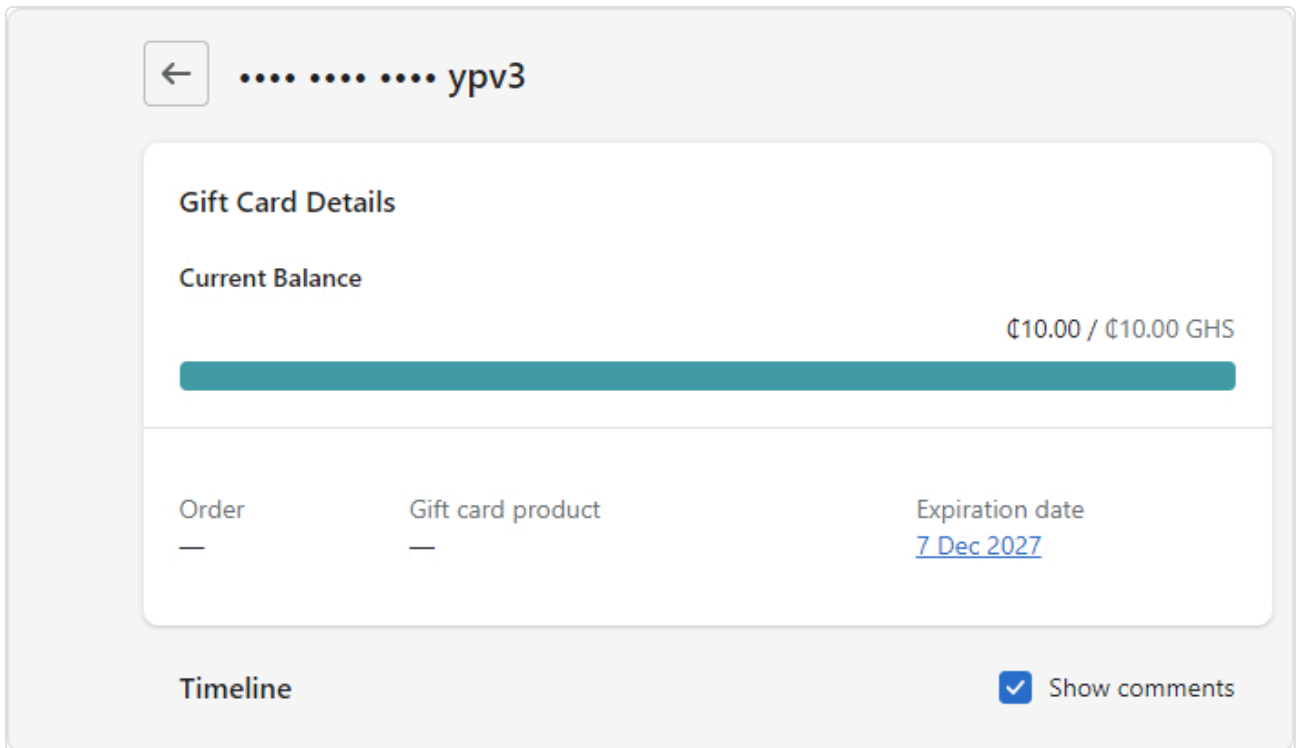 •••• •••• •••• ypv3
Gift Card Details
Current Balance
₵10.00 / ₵10.00 GHS
Order Gift card product Expiration date
— — 7 Dec 2027
Timeline Show comments